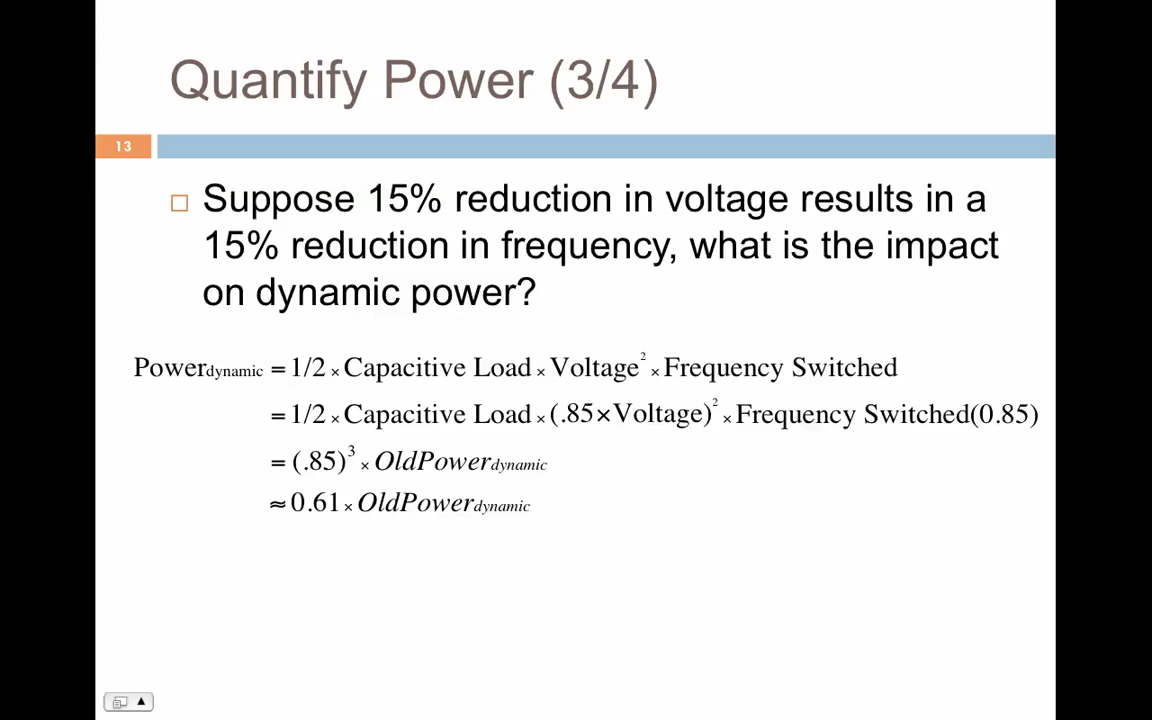 Quantify Power (3/4)
13
Suppose 15% reduction in voltage results in a
15% reduction in frequency, what is the impact
on dynamic power?
Powerdynamic = 1/2 × Capacitive Load × Voltage² × Frequency Switched
= 1/2 × Capacitive Load × (.85×Voltage)² × Frequency Switched(0.85)
= (.85)³ × OldPowerdynamic
≈ 0.61 × OldPowerdynamic